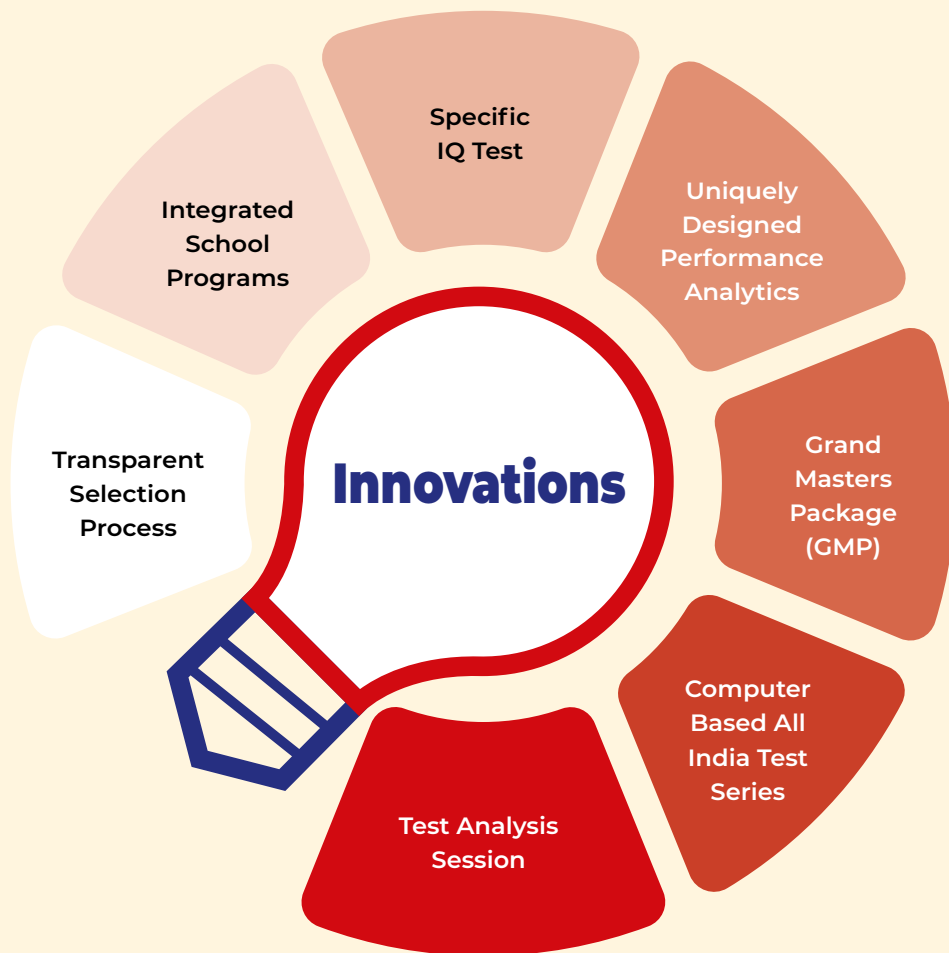 Innovations
Transparent
Selection
Process
Integrated
School
Programs
Specific
IQ Test
Uniquely
Designed
Performance
Analytics
Grand
Masters
Package
(GMP)
Computer
Based All
India Test
Series
Test Analysis
Session